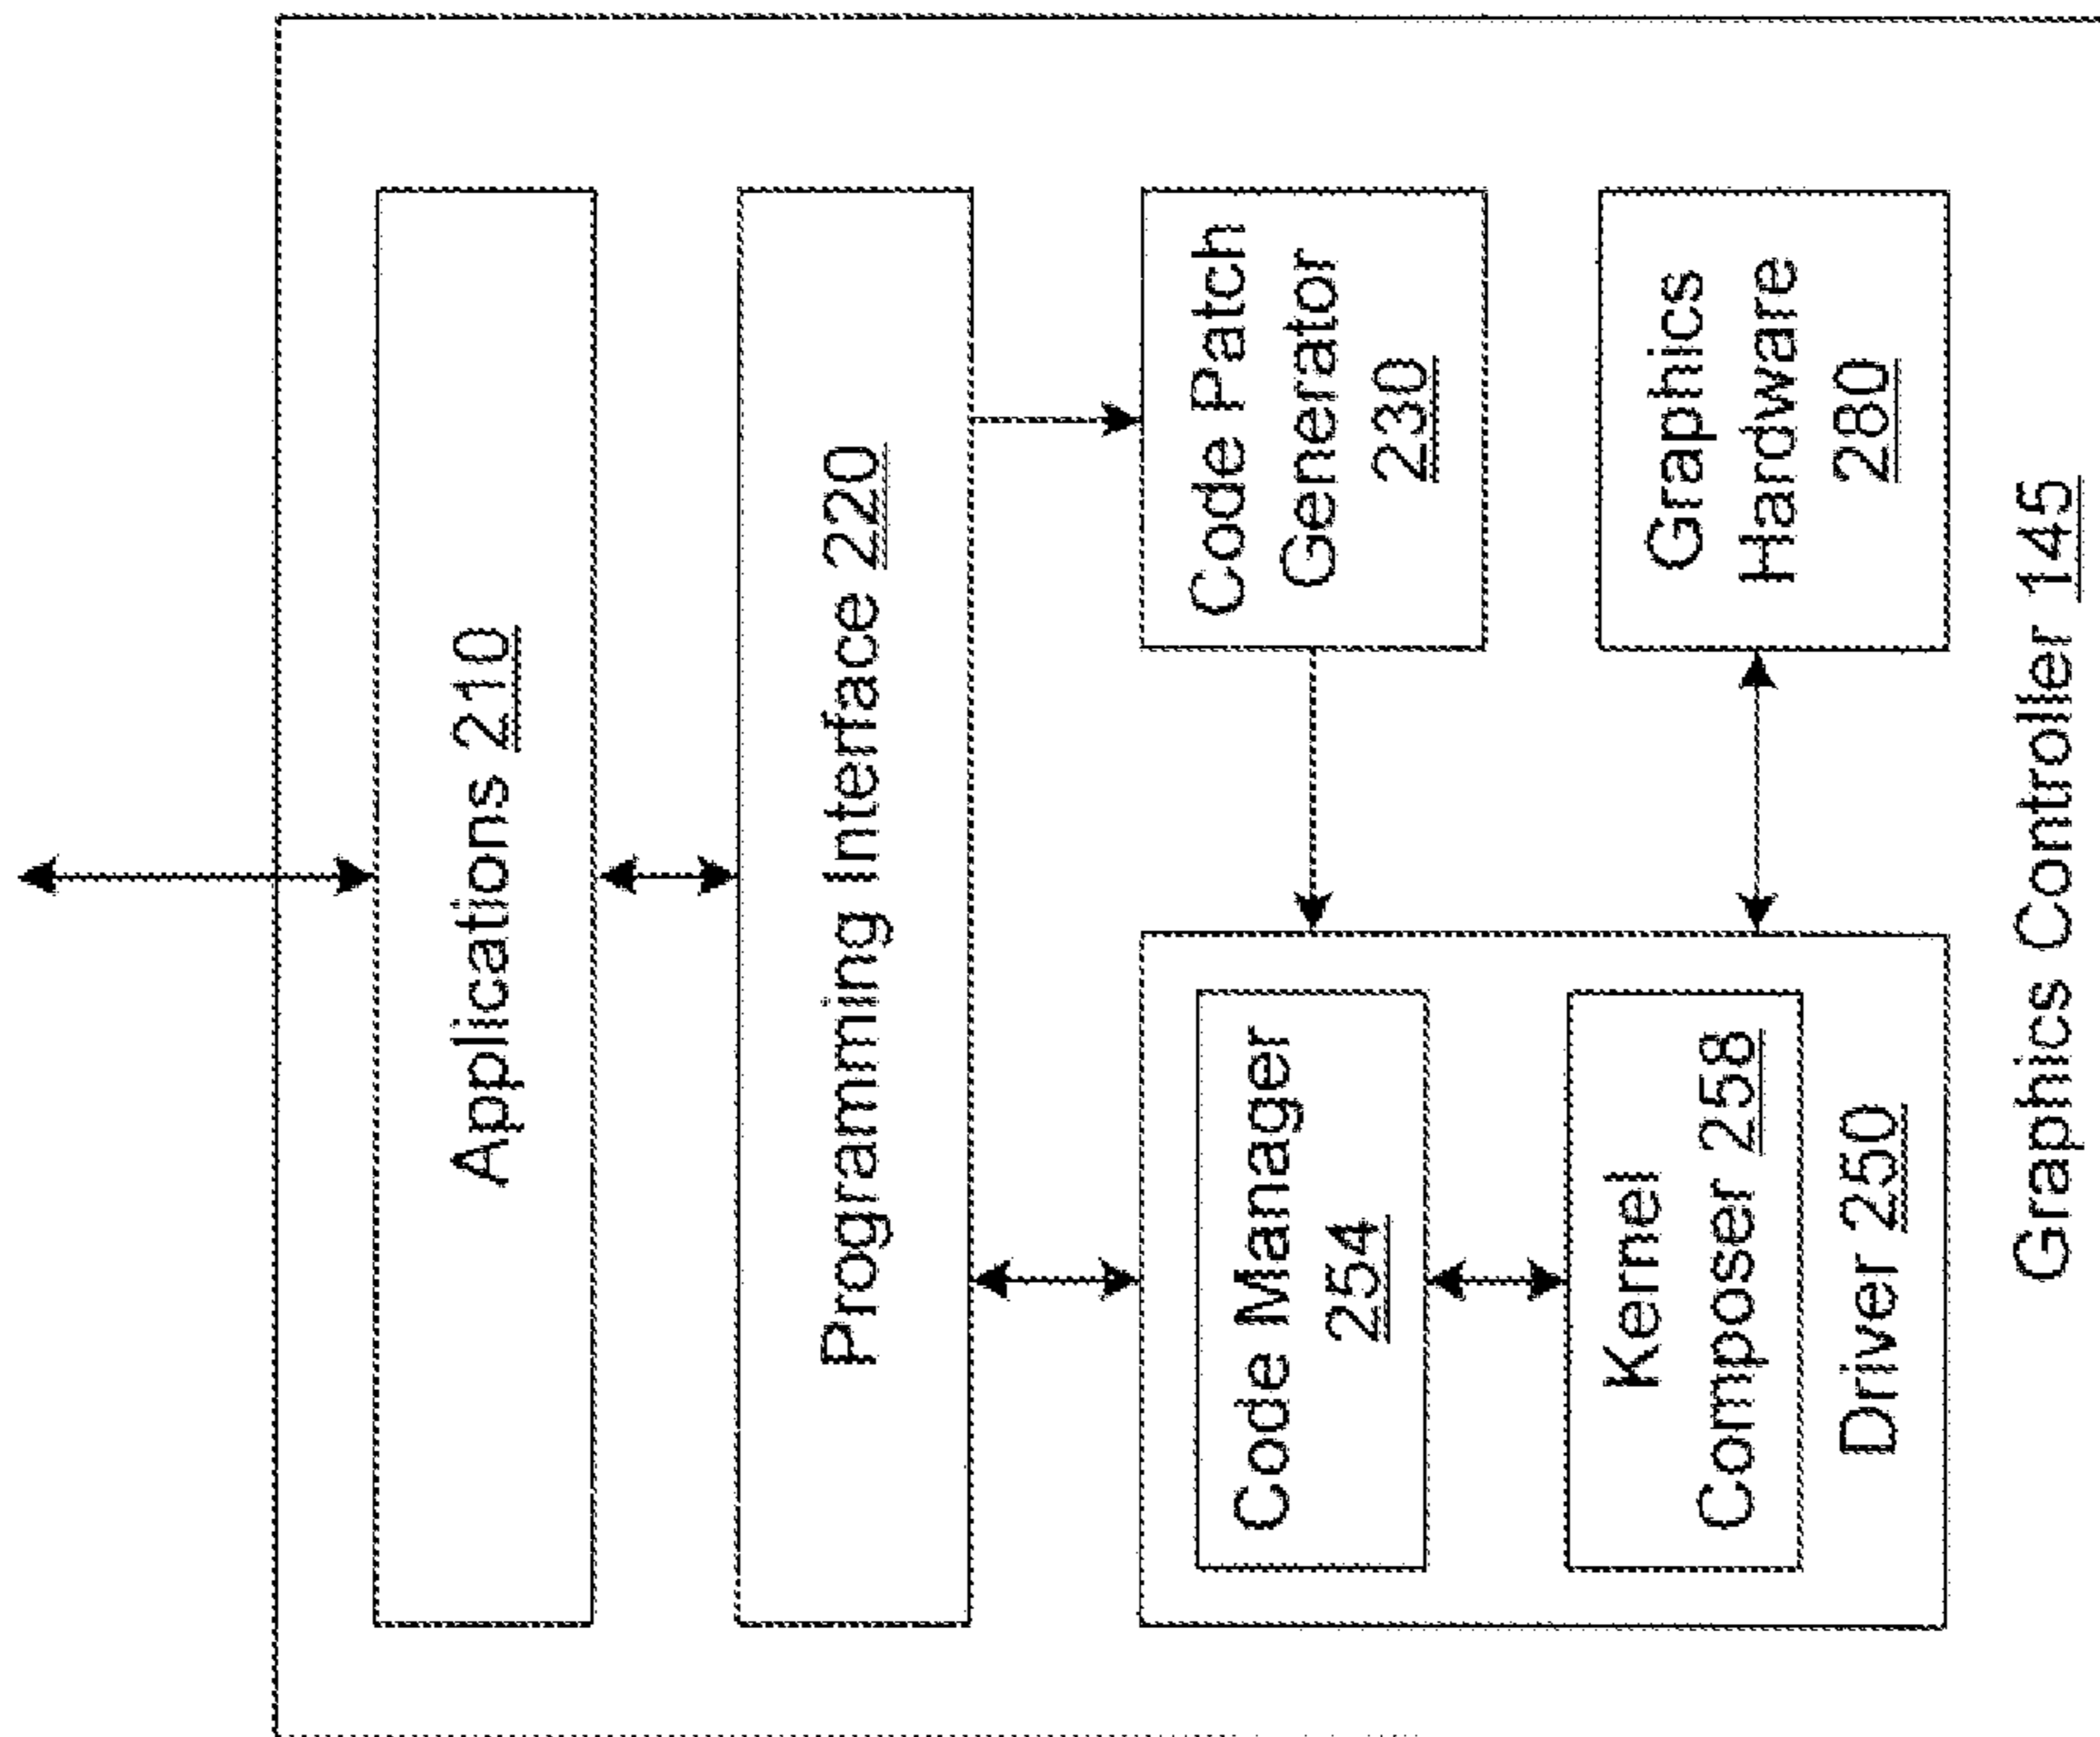 Applications 210
Programming Interface 220
Code Manager
254
Kernel
Composer 258
Driver 250
Code Patch
Generator
230
Graphics
Hardware
280
Graphics Controller 145